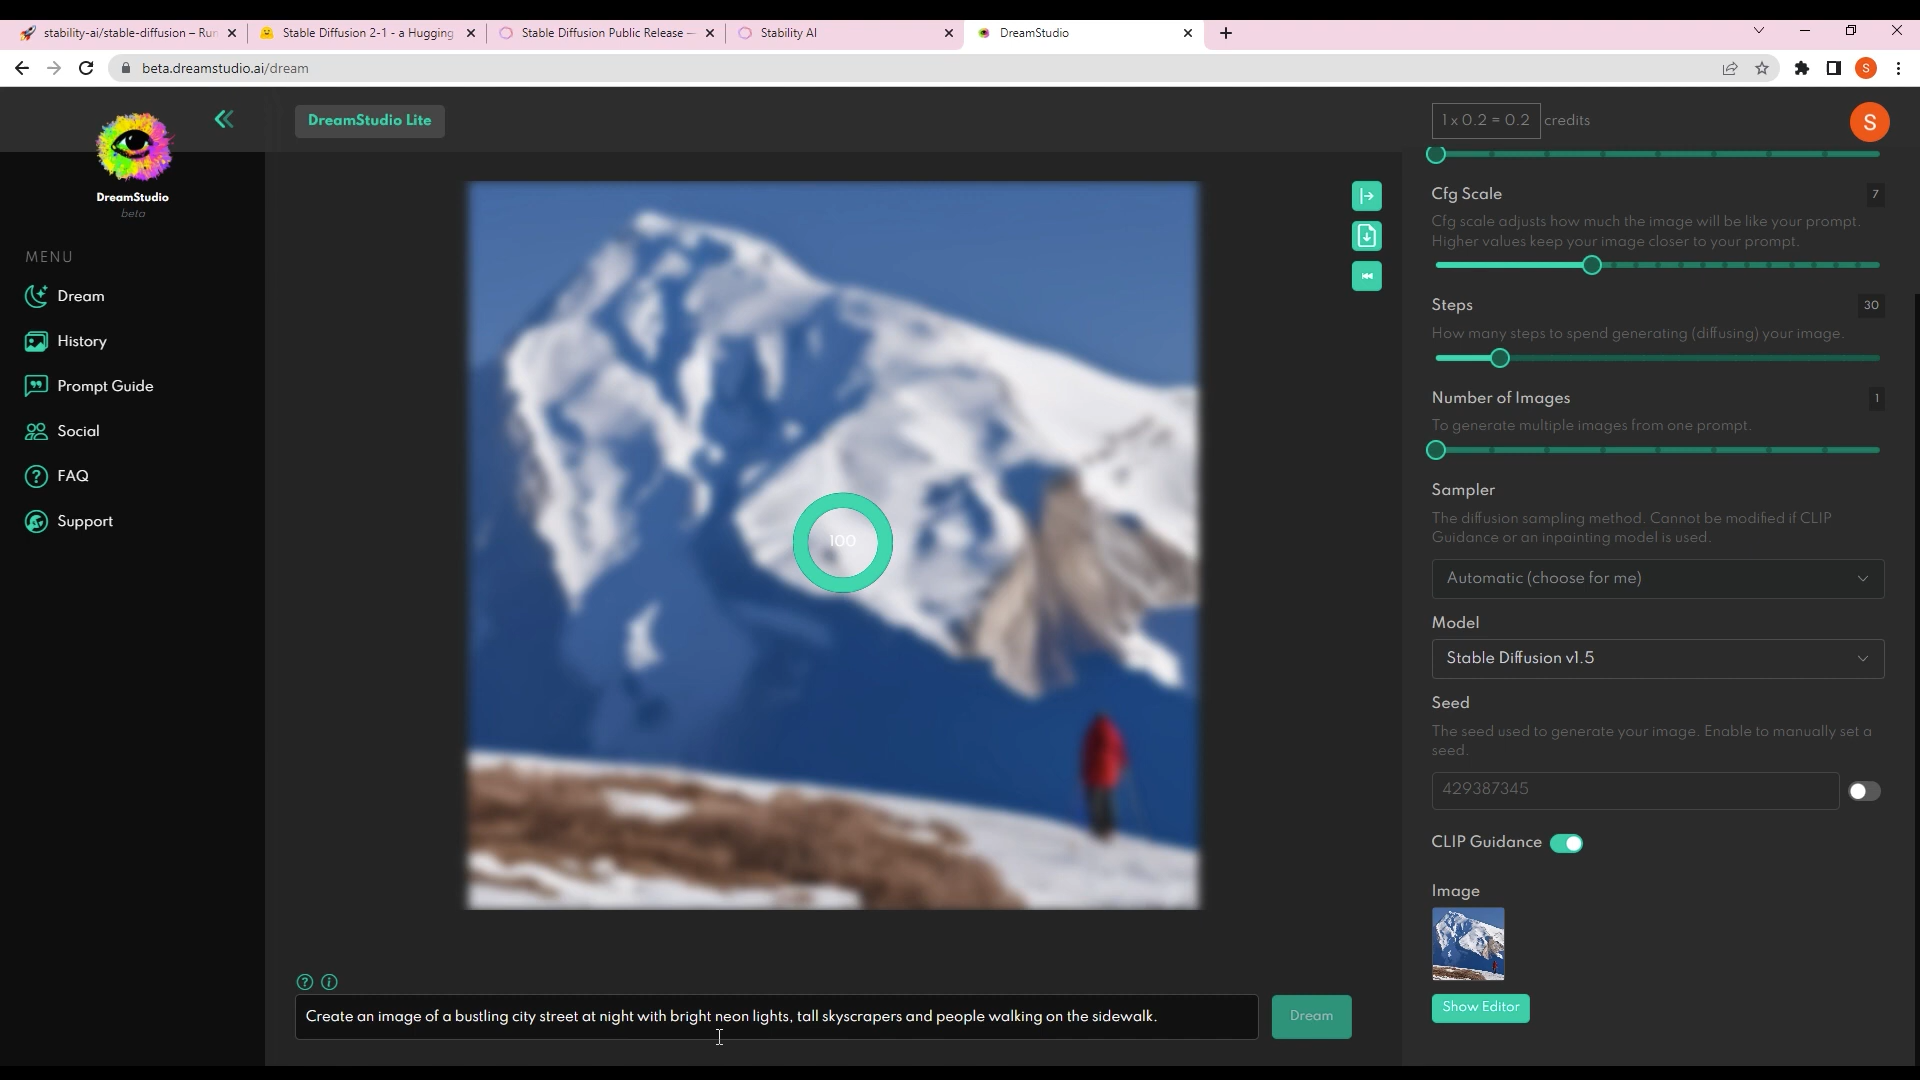 stability-ai/stable-diffusion – Run
Stable Diffusion 2-1 - a Hugging
Stable Diffusion Public Release —
Stability AI
DreamStudio
beta.dreamstudio.ai/dream
S
DreamStudio
beta
DreamStudio Lite
1 x 0.2 = 0.2 credits
S
MENU
Dream
History
Prompt Guide
Social
FAQ
Support
100
Cfg Scale
7
Cfg scale adjusts how much the image will be like your prompt.
Higher values keep your image closer to your prompt.
Steps
30
How many steps to spend generating (diffusing) your image.
Number of Images
1
To generate multiple images from one prompt.
Sampler
The diffusion sampling method. Cannot be modified if CLIP
Guidance or an inpainting model is used.
Automatic (choose for me)
Model
Stable Diffusion v1.5
Seed
The seed used to generate your image. Enable to manually set a
seed.
429387345
CLIP Guidance
Image
Show Editor
Create an image of a bustling city street at night with bright neon lights, tall skyscrapers and people walking on the sidewalk.
Dream